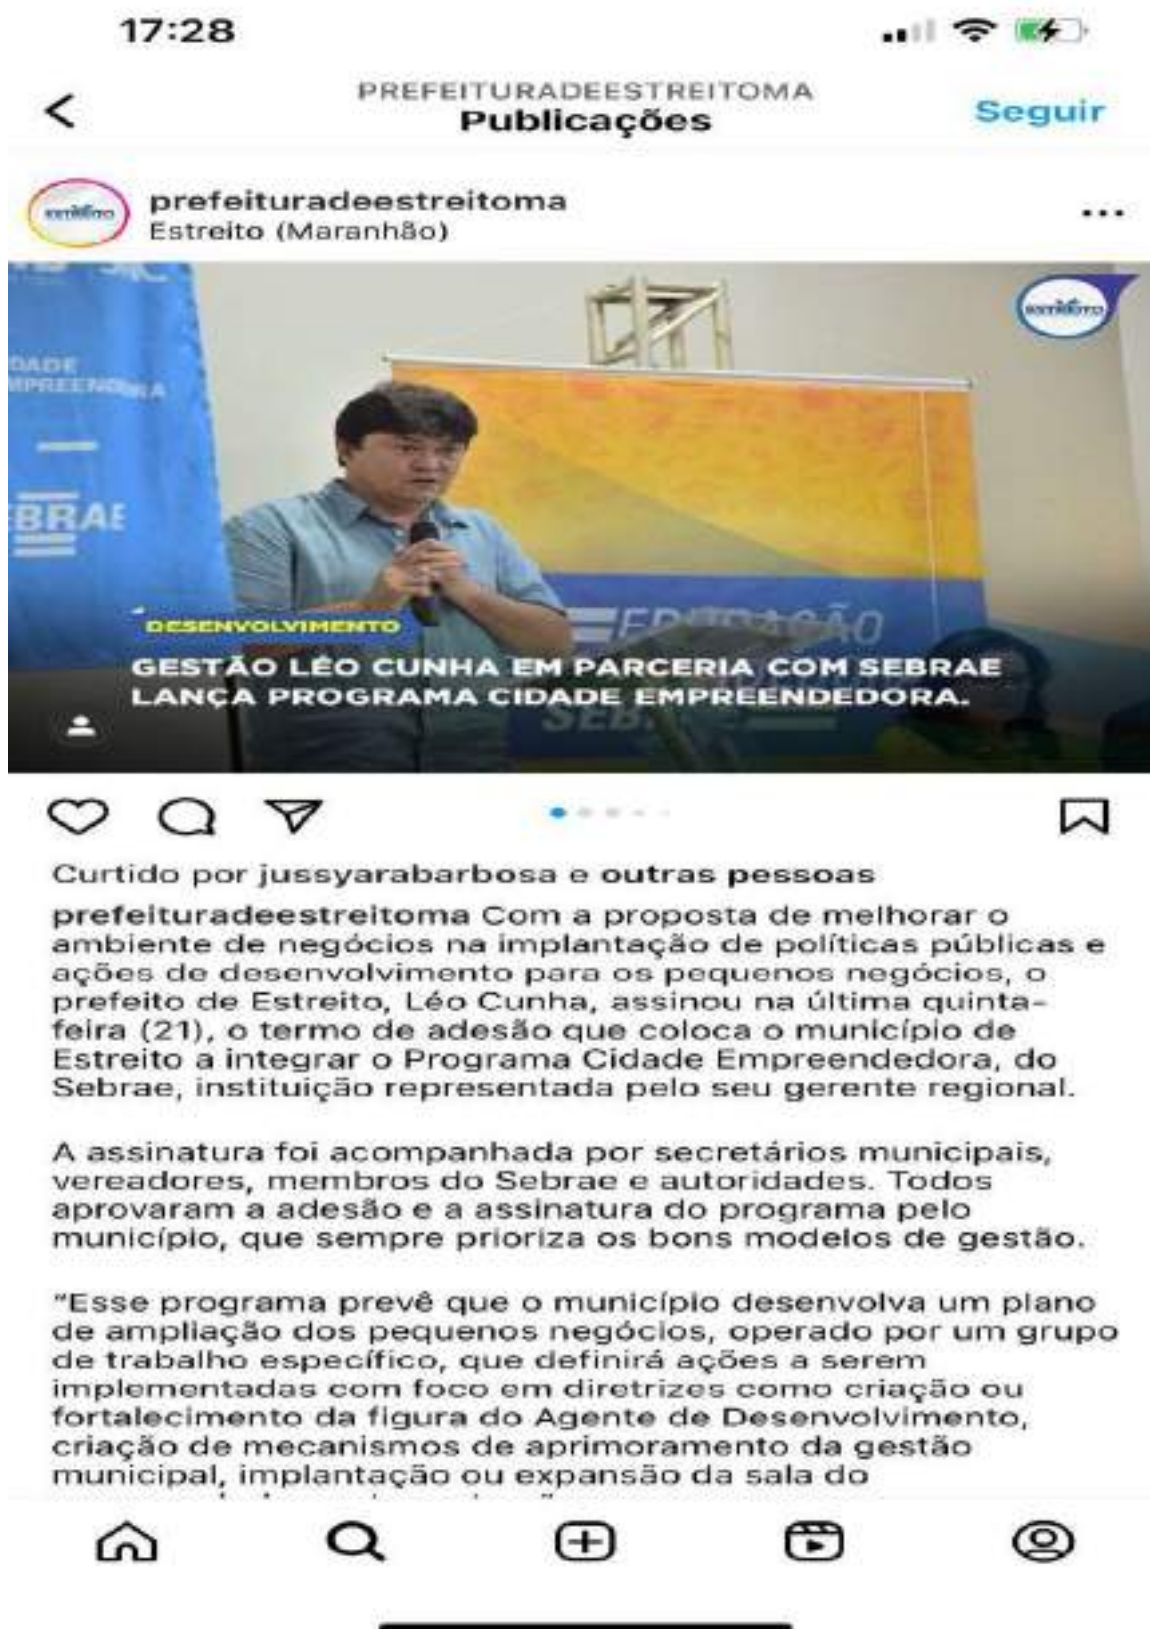 17:28
PREFEITURADEESTREITOMA
Publicações
Seguir
prefeituradeestreitoma
Estreito (Maranhão)
ESTREITO
ESTREITO
DADE
MPREENDEDORA
EBRAE
EDUCAÇÃO
SEBRAE
DESENVOLVIMENTO
GESTÃO LÉO CUNHA EM PARCERIA COM SEBRAE
LANÇA PROGRAMA CIDADE EMPREENDEDORA.
Curtido por jussyarabarbosa e outras pessoas
prefeituradeestreitoma Com a proposta de melhorar o
ambiente de negócios na implantação de políticas públicas e
ações de desenvolvimento para os pequenos negócios, o
prefeito de Estreito, Léo Cunha, assinou na última quinta-
feira (21), o termo de adesão que coloca o município de
Estreito a integrar o Programa Cidade Empreendedora, do
Sebrae, instituição representada pelo seu gerente regional.
A assinatura foi acompanhada por secretários municipais,
vereadores, membros do Sebrae e autoridades. Todos
aprovaram a adesão e a assinatura do programa pelo
município, que sempre prioriza os bons modelos de gestão.
"Esse programa prevê que o município desenvolva um plano
de ampliação dos pequenos negócios, operado por um grupo
de trabalho específico, que definirá ações a serem
implementadas com foco em diretrizes como criação ou
fortalecimento da figura do Agente de Desenvolvimento,
criação de mecanismos de aprimoramento da gestão
municipal, implantação ou expansão da sala do